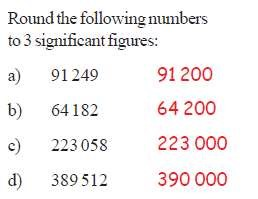 Round the following numbers
to 3 significant figures:
a) 91 249 91 200
b) 64 182 64 200
c) 223 058 223 000
d) 389 512 390 000